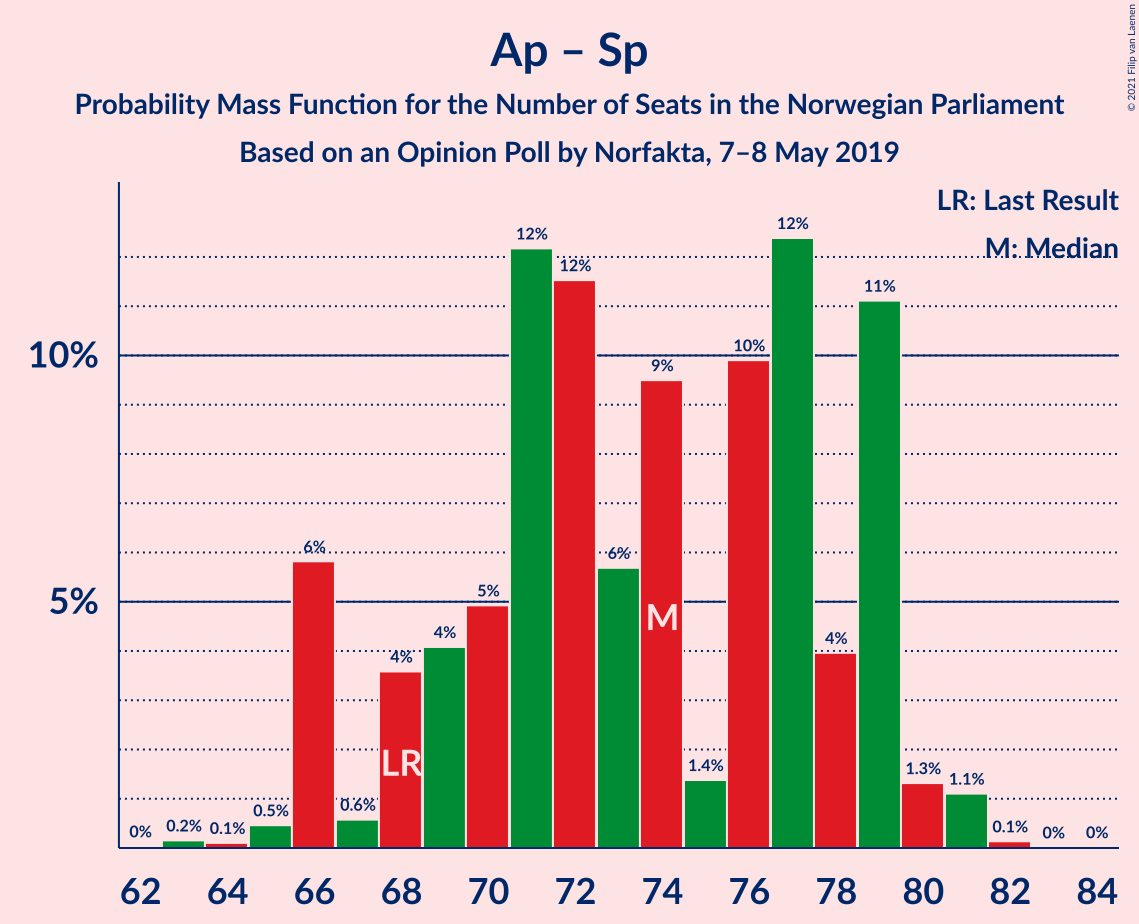 Ap – Sp
Probability Mass Function for the Number of Seats in the Norwegian Parliament
Based on an Opinion Poll by Norfakta, 7–8 May 2019
© 2021 Filip van Laenen
LR: Last Result
M: Median
10%
5%
0%
0.2%
0.1%
0.5%
6%
0.6%
4%
4%
5%
12%
12%
6%
9%
1.4%
10%
12%
4%
11%
1.3%
1.1%
0.1%
0%
0%
LR
M
62 64 66 68 70 72 74 76 78 80 82 84